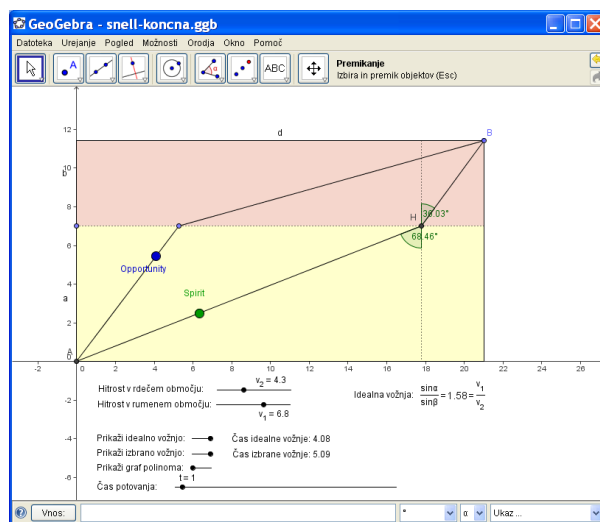 GeoGebra - snell-koncna.ggb
Datoteka Urejanje Pogled Možnosti Orodja Okno Pomoč
A
ABC
Premikanje
Izbira in premik objektov (Esc)
12
d
B
b
10
8
H
36.03°
68.46°
6
Opportunity
a
4
Spirit
2
A
0
-2 0 2 4 6 8 10 12 14 16 18 20 22 24 26
v2 = 4.3
Hitrost v rdečem območju:
Hitrost v rumenem območju:
v1 = 6.8
Idealna vožnja: sinα/sinβ = 1.58 = v1/v2
-2
-4
Prikaži idealno vožnjo: Čas idealne vožnje: 4.08
Prikaži izbrano vožnjo: Čas izbrane vožnje: 5.09
Prikaži graf polinoma:
t = 1
Čas potovanja:
-6
Vnos: ° α Ukaz ...